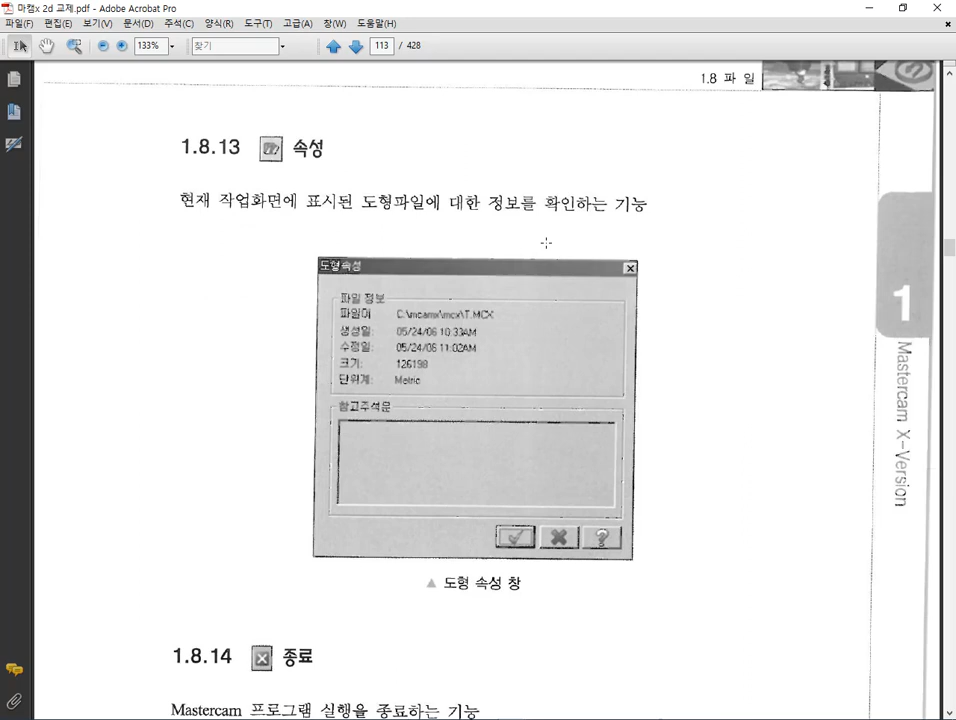 마캠x 2d 교제.pdf - Adobe Acrobat Pro
파일(F) 편집(E) 보기(V) 문서(D) 주석(C) 양식(R) 도구(T) 고급(A) 창(W) 도움말(H)
133% 찾기 113 / 428
1.8 파 일
1.8.13 속성
현재 작업화면에 표시된 도형파일에 대한 정보를 확인하는 기능
도형속성
파일 정보
파일이 C:\mcamx\mcx\T.MCX
생성일: 05/24/06 10:33AM
수정일: 05/24/06 11:02AM
크기: 126198
단위계: Metric
참고주석문
▲ 도형 속성 창
1.8.14 종료
Mastercam 프로그램 실행을 종료하는 기능
1
Mastercam X-Version